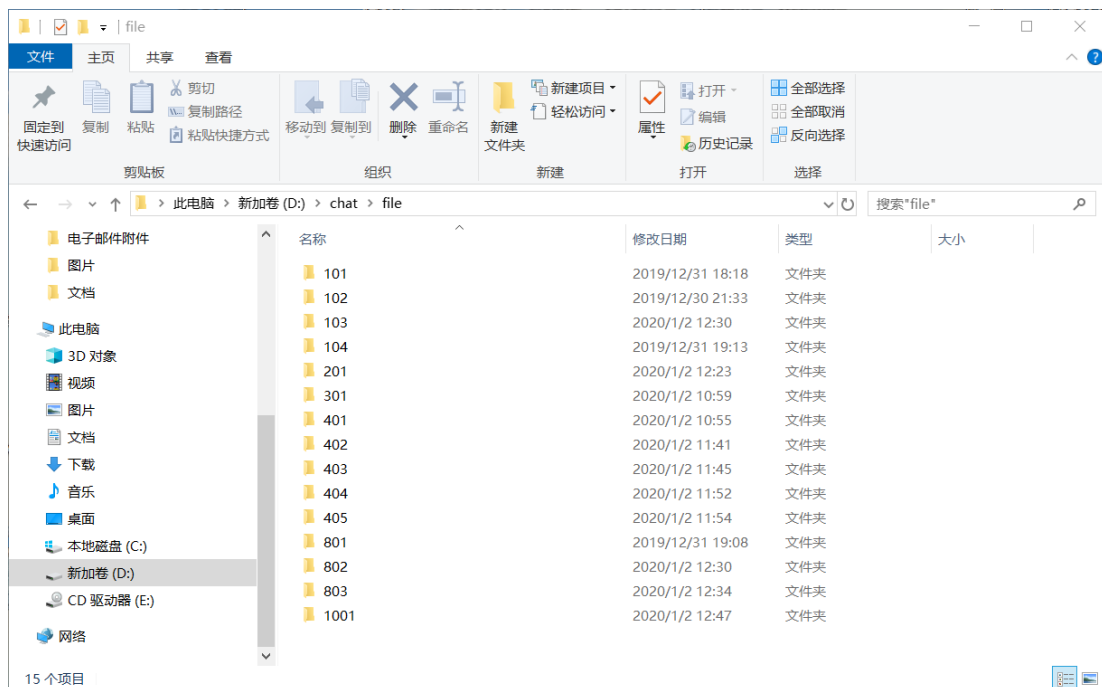 file
文件 主页 共享 查看
固定到快速访问 复制 粘贴 剪切 复制路径 粘贴快捷方式 移动到 复制到 删除 重命名 新建文件夹 新建项目 轻松访问 属性 打开 编辑 历史记录 全部选择 全部取消 反向选择
剪贴板 组织 新建 打开 选择
此电脑 > 新加卷 (D:) > chat > file 搜索"file"
电子邮件附件
图片
文档
此电脑
3D 对象
视频
图片
文档
下载
音乐
桌面
本地磁盘 (C:)
新加卷 (D:)
CD 驱动器 (E:)
网络
名称 修改日期 类型 大小
101 2019/12/31 18:18 文件夹
102 2019/12/30 21:33 文件夹
103 2020/1/2 12:30 文件夹
104 2019/12/31 19:13 文件夹
201 2020/1/2 12:23 文件夹
301 2020/1/2 10:59 文件夹
401 2020/1/2 10:55 文件夹
402 2020/1/2 11:41 文件夹
403 2020/1/2 11:45 文件夹
404 2020/1/2 11:52 文件夹
405 2020/1/2 11:54 文件夹
801 2019/12/31 19:08 文件夹
802 2020/1/2 12:30 文件夹
803 2020/1/2 12:34 文件夹
1001 2020/1/2 12:47 文件夹
15 个项目